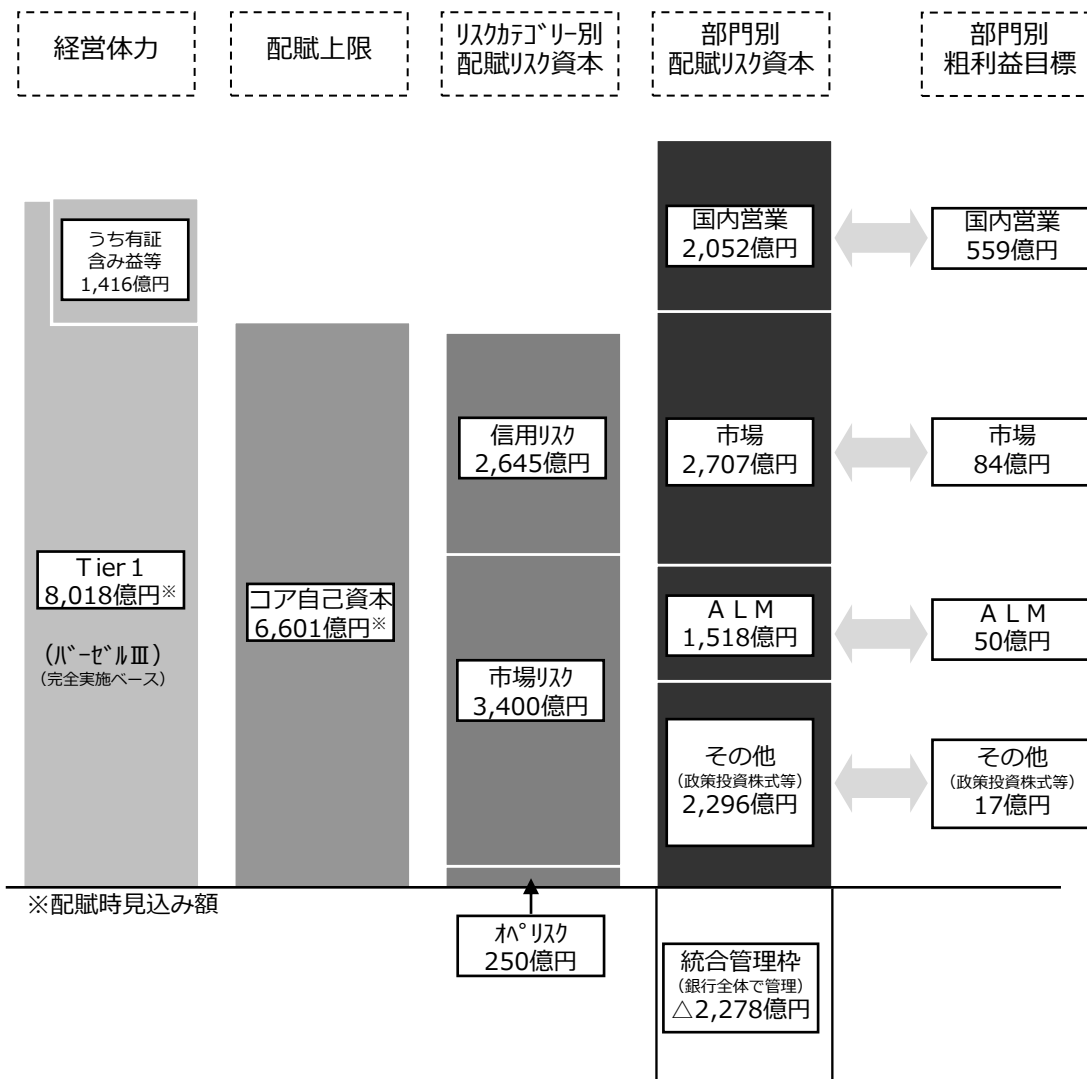 経営体力
配賦上限
ﾘｽｸｶﾃｺﾞﾘｰ別
配賦ﾘｽｸ資本
部門別
配賦ﾘｽｸ資本
部門別
粗利益目標
うち有証
含み益等
1,416億円
Tier1
8,018億円※
(ﾊﾞｰｾﾞﾙⅢ)
(完全実施ベース)
コア自己資本
6,601億円※
信用ﾘｽｸ
2,645億円
市場ﾘｽｸ
3,400億円
ｵﾍﾟﾘｽｸ
250億円
国内営業
2,052億円
市場
2,707億円
ＡＬＭ
1,518億円
その他
(政策投資株式等)
2,296億円
統合管理枠
(銀行全体で管理)
△2,278億円
国内営業
559億円
市場
84億円
ＡＬＭ
50億円
その他
(政策投資株式等)
17億円
※配賦時見込み額